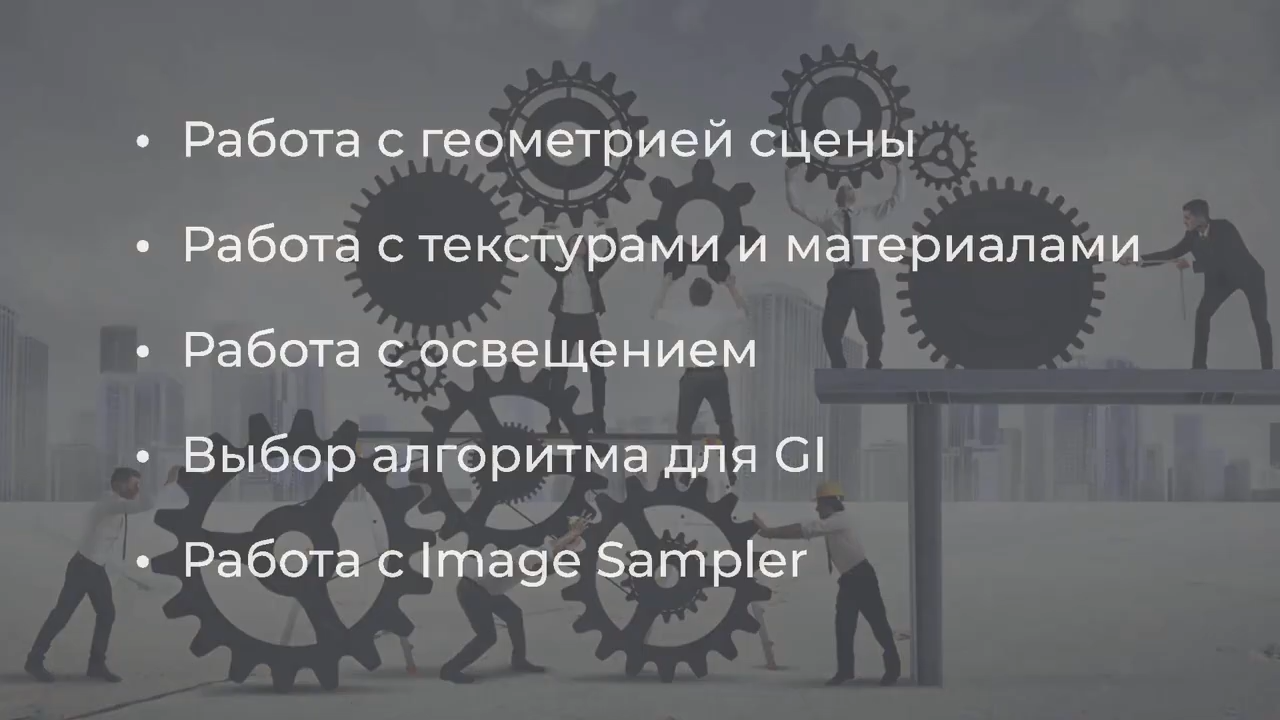 • Работа с геометрией сцены
• Работа с текстурами и материалами
• Работа с освещением
• Выбор алгоритма для GI
• Работа с Image Sampler